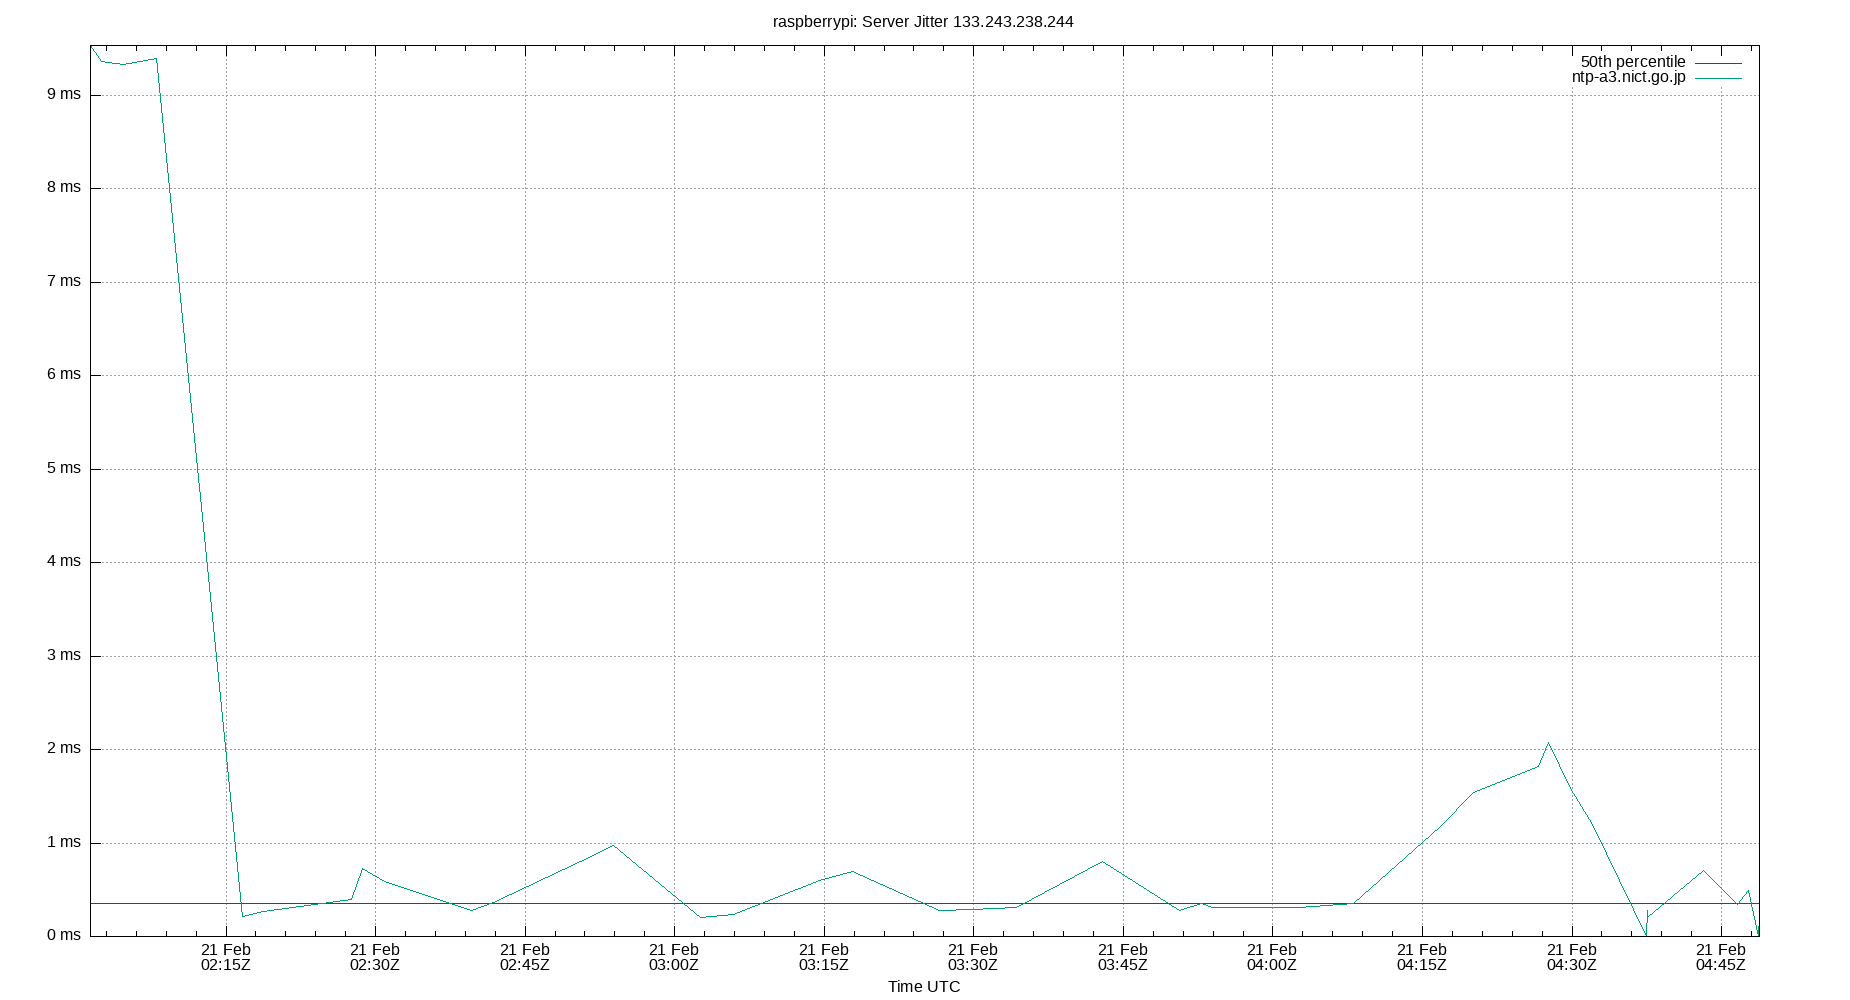 raspberrypi: Server Jitter 133.243.238.244
50th percentile
ntp-a3.nict.go.jp
9 ms
8 ms
7 ms
6 ms
5 ms
4 ms
3 ms
2 ms
1 ms
0 ms
21 Feb 21 Feb 21 Feb 21 Feb 21 Feb 21 Feb 21 Feb 21 Feb 21 Feb 21 Feb 21 Feb
02:15Z 02:30Z 02:45Z 03:00Z 03:15Z 03:30Z 03:45Z 04:00Z 04:15Z 04:30Z 04:45Z
Time UTC